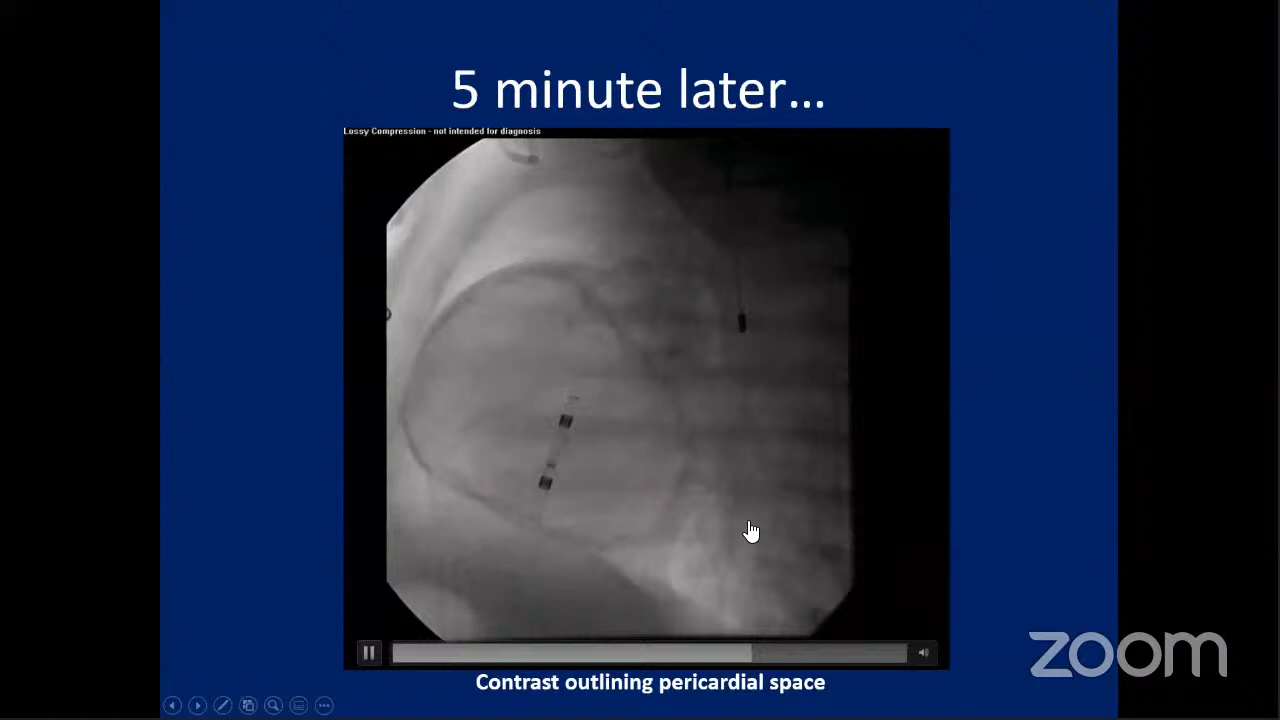 5 minute later...
Lossy Compression - not intended for diagnosis
Contrast outlining pericardial space
zoom